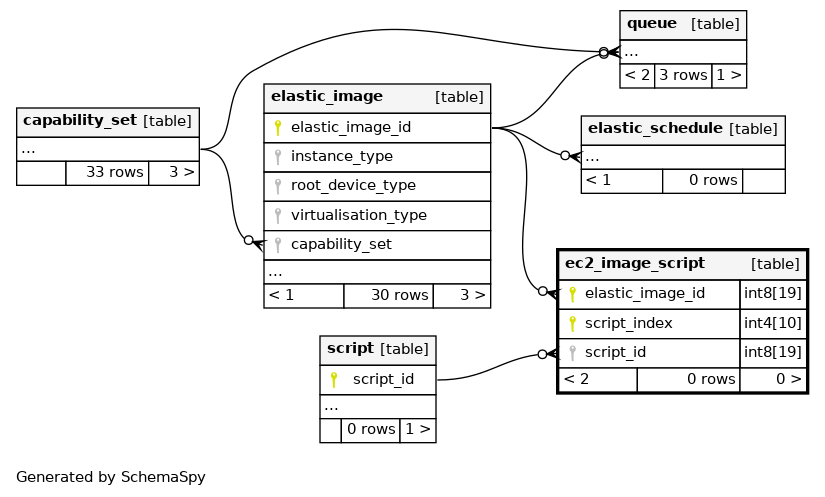 queue [table]
...
< 2 3 rows 1 >
elastic_image [table]
elastic_image_id
instance_type
root_device_type
virtualisation_type
capability_set
...
< 1 30 rows 3 >
capability_set [table]
...
33 rows 3 >
elastic_schedule [table]
...
< 1 0 rows
ec2_image_script [table]
elastic_image_id int8[19]
script_index int4[10]
script_id int8[19]
< 2 0 rows 0 >
script [table]
script_id
...
0 rows 1 >
Generated by SchemaSpy